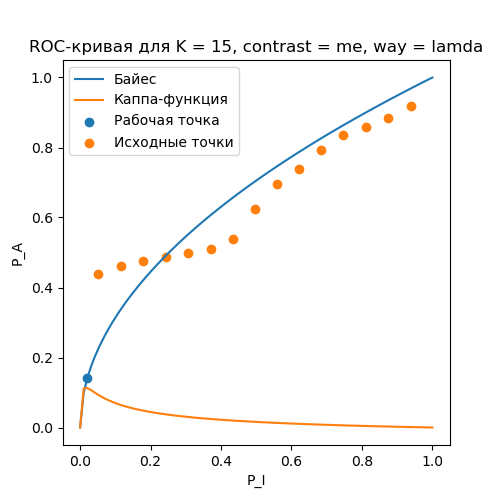 ROC-кривая для K = 15, contrast = me, way = lamda
Байес
Каппа-функция
Рабочая точка
Исходные точки
P_A
1.0
0.8
0.6
0.4
0.2
0.0
0.0 0.2 0.4 0.6 0.8 1.0
P_I